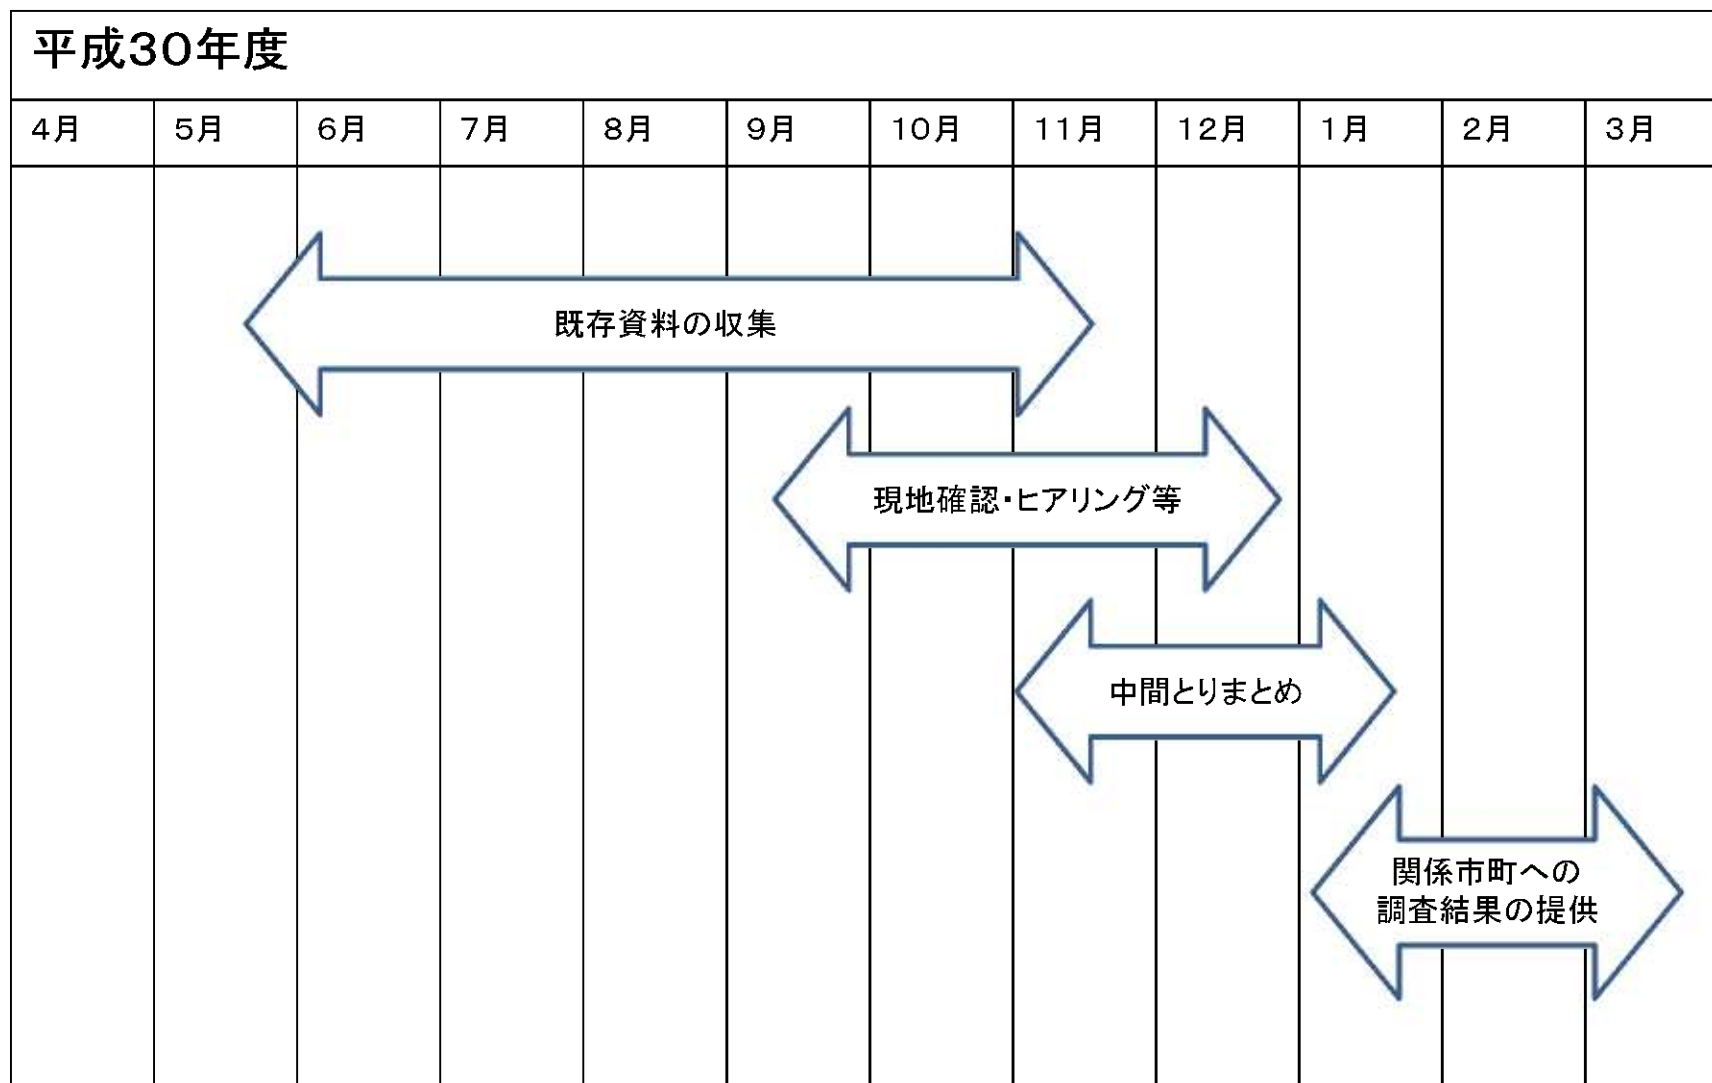 平成30年度
4月 5月 6月 7月 8月 9月 10月 11月 12月 1月 2月 3月
既存資料の収集
現地確認・ヒアリング等
中間とりまとめ
関係市町への
調査結果の提供